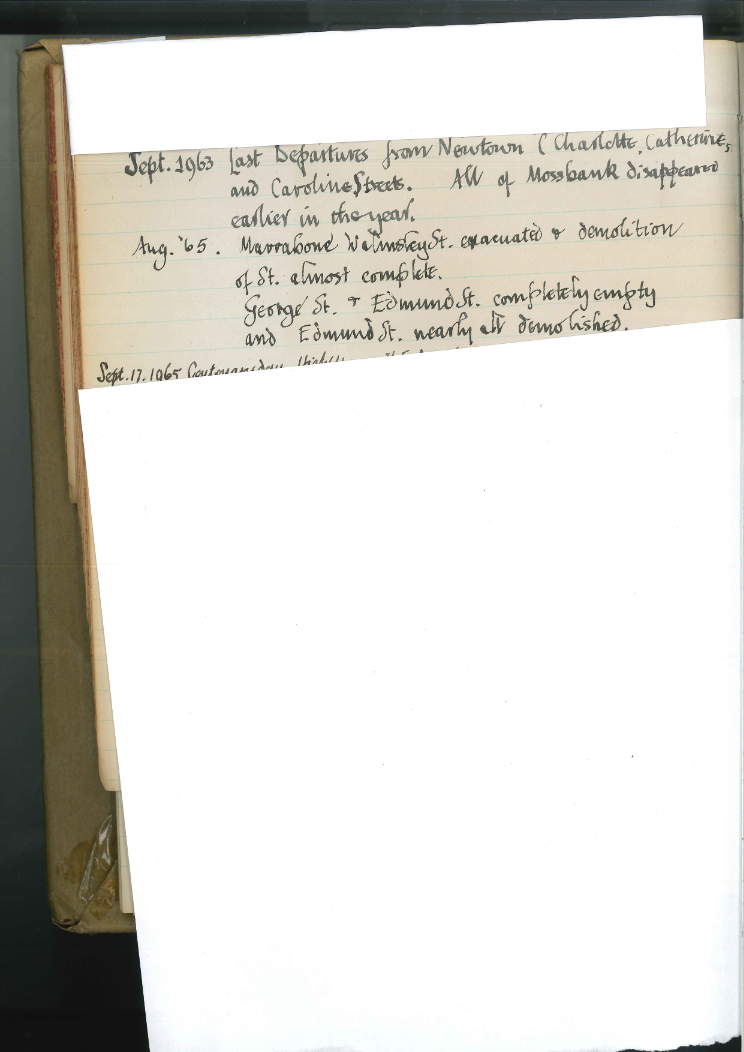 Sept. 1963 Last Departures from Newtown ( Charlotte, Catherine,
and Caroline Streets. All of Mossbank disappeared
earlier in the year.
Aug. '65. Marrabone Walmsley St. evacuated & demolition
of St. almost complete.
George St. & Edmund St. completely empty
and Edmund St. nearly all demolished.
Sept. 17. 1965